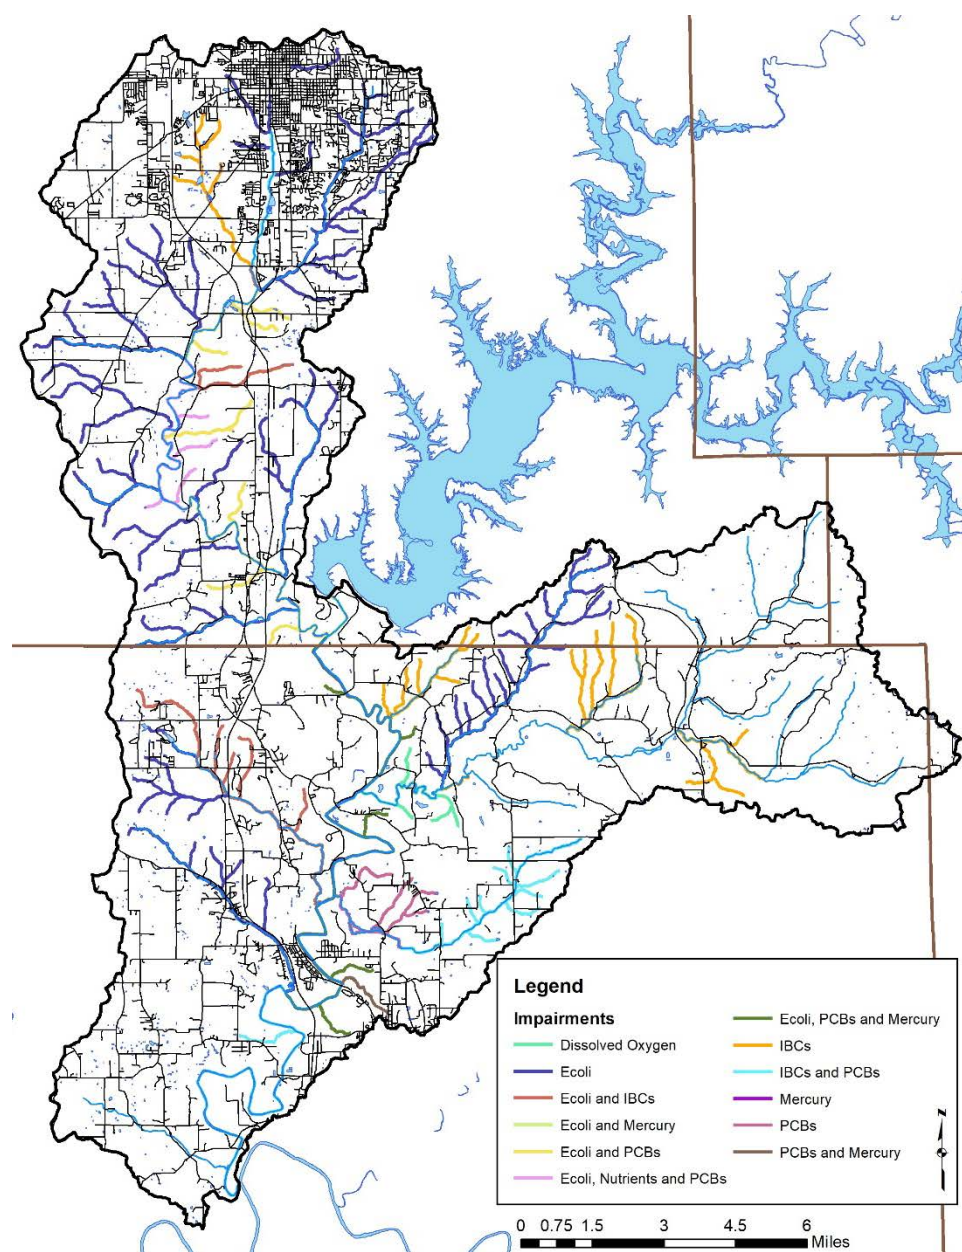 Legend
Impairments
Dissolved Oxygen
Ecoli
Ecoli and IBCs
Ecoli and Mercury
Ecoli and PCBs
Ecoli, Nutrients and PCBs
Ecoli, PCBs and Mercury
IBCs
IBCs and PCBs
Mercury
PCBs
PCBs and Mercury
N
0 0.75 1.5 3 4.5 6
Miles